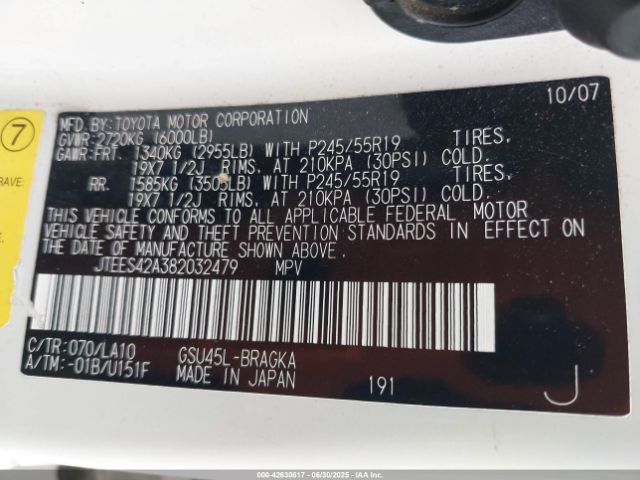 10/07
MFD. BY: TOYOTA MOTOR CORPORATION
GVWR: 2720KG (6000LB)
GAWR: FRT. 1340KG (2955LB) WITH P245/55R19 TIRES,
19X7 1/2J RIMS, AT 210KPA (30PSI) COLD.
RR. 1585KG (3505LB) WITH P245/55R19 TIRES,
19X7 1/2J RIMS, AT 210KPA (30PSI) COLD.
THIS VEHICLE CONFORMS TO ALL APPLICABLE FEDERAL MOTOR
VEHICLE SAFETY AND THEFT PREVENTION STANDARDS IN EFFECT ON
THE DATE OF MANUFACTURE SHOWN ABOVE.
JTEES42A382032479 MPV
C/TR: 070/LA10 GSU45L-BRAGKA
A/TM: -01B/U151F MADE IN JAPAN 191 J
7
RAVE:
000-42630617 - 06/30/2025 - IAAI.COM